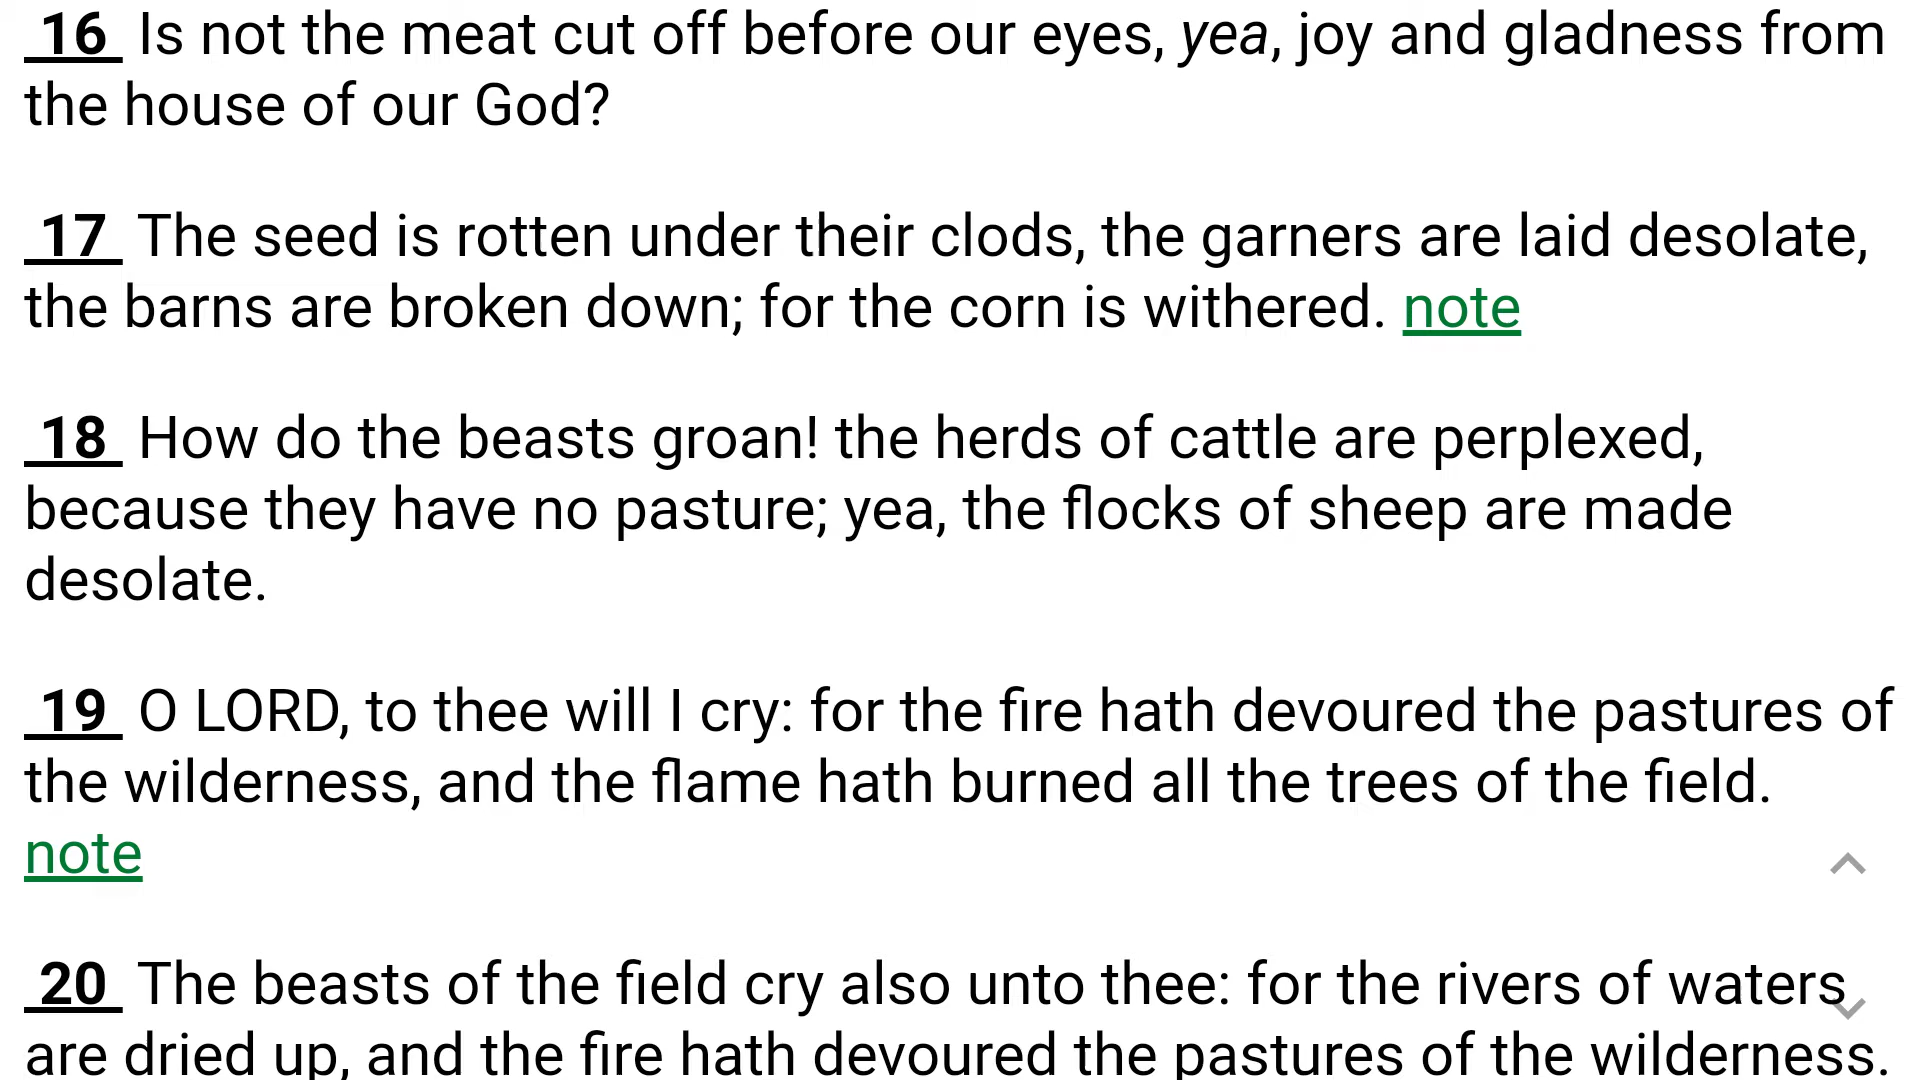 16 Is not the meat cut off before our eyes, yea, joy and gladness from
the house of our God?
17 The seed is rotten under their clods, the garners are laid desolate,
the barns are broken down; for the corn is withered. note
18 How do the beasts groan! the herds of cattle are perplexed,
because they have no pasture; yea, the flocks of sheep are made
desolate.
19 O LORD, to thee will I cry: for the fire hath devoured the pastures of
the wilderness, and the flame hath burned all the trees of the field.
note
20 The beasts of the field cry also unto thee: for the rivers of waters
are dried up, and the fire hath devoured the pastures of the wilderness.